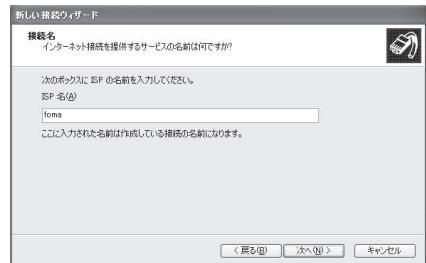 新しい接続ウィザード
接続名
インターネット接続を提供するサービスの名前は何ですか?
次のボックスに ISP の名前を入力してください。
ISP 名(A)
foma
ここに入力された名前は作成している接続の名前になります。
< 戻る(B) 次へ(N) > キャンセル